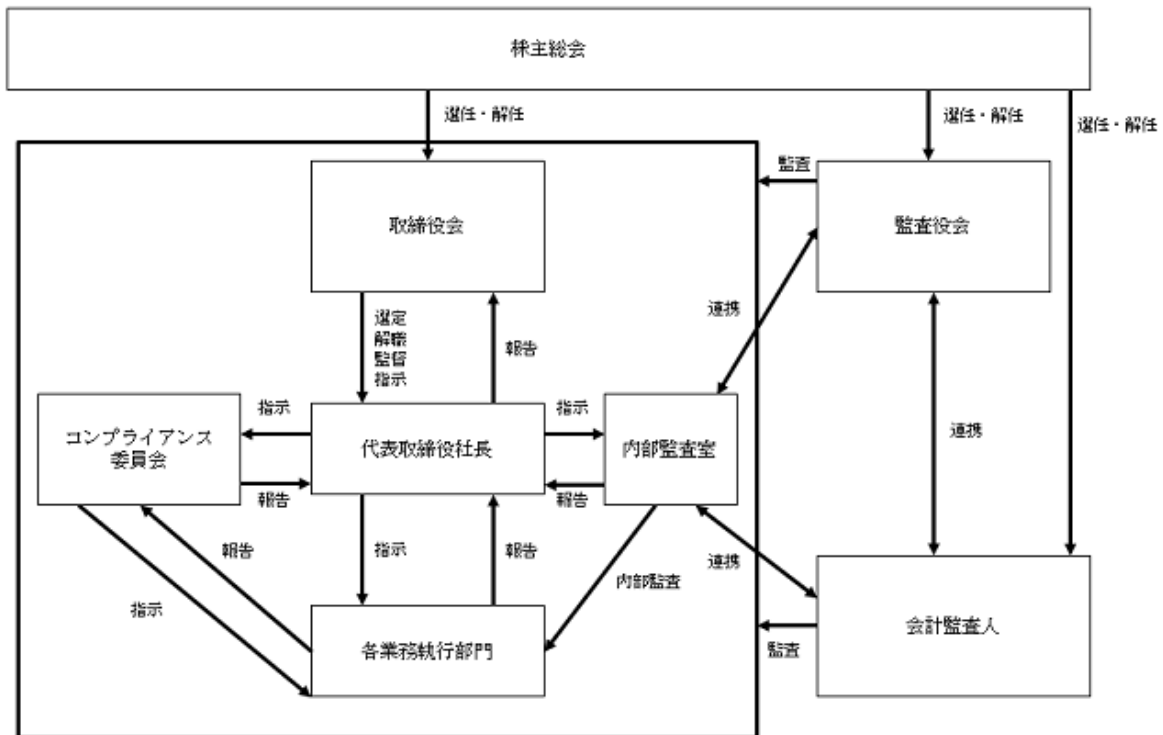 株主総会
選任・解任
選任・解任
選任・解任
監査
取締役会
監査役会
選定
解職
監督
指示
報告
連携
指示
指示
コンプライアンス
委員会
代表取締役社長
内部監査室
連携
報告
報告
報告
指示
報告
連携
内部監査
指示
各業務執行部門
会計監査人
監査